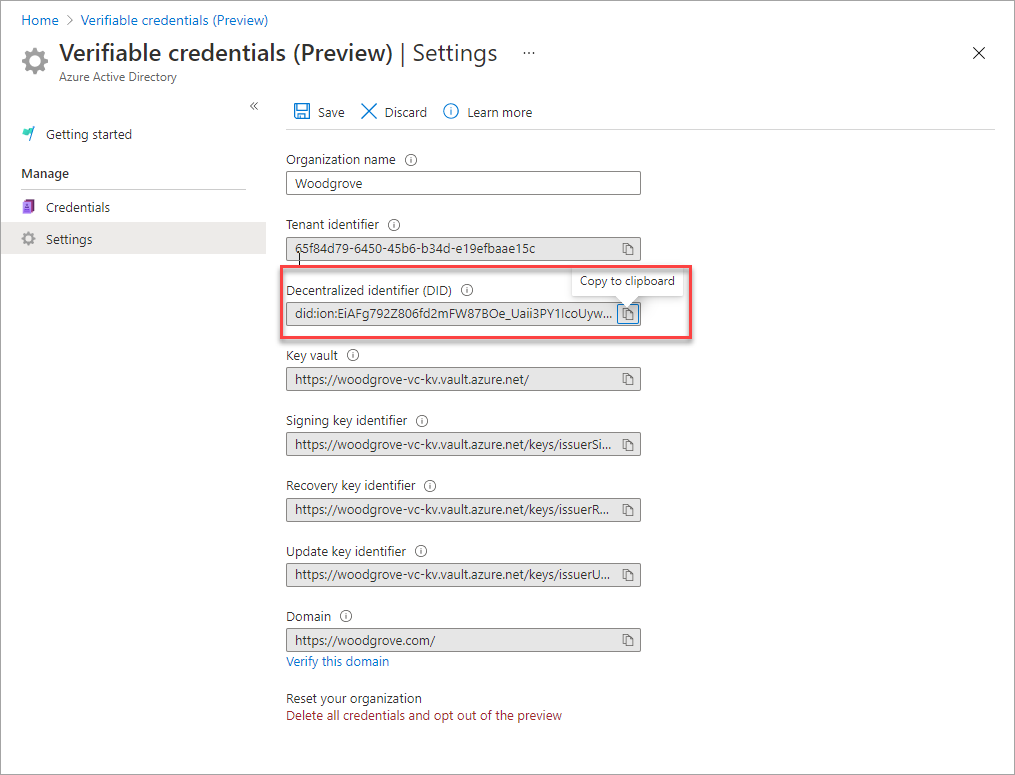 Home > Verifiable credentials (Preview)
Verifiable credentials (Preview) | Settings ...
Azure Active Directory
«
Save Discard Learn more
Getting started
Manage
Credentials
Settings
Organization name
Woodgrove
Tenant identifier
65f84d79-6450-45b6-b34d-e19efbaae15c
Copy to clipboard
Decentralized identifier (DID)
did:ion:EiAFg792Z806fd2mFW87BOe_Uaii3PY1IcoUyw...
Key vault
https://woodgrove-vc-kv.vault.azure.net/
Signing key identifier
https://woodgrove-vc-kv.vault.azure.net/keys/issuerSi...
Recovery key identifier
https://woodgrove-vc-kv.vault.azure.net/keys/issuerR...
Update key identifier
https://woodgrove-vc-kv.vault.azure.net/keys/issuerU...
Domain
https://woodgrove.com/
Verify this domain
Reset your organization
Delete all credentials and opt out of the preview